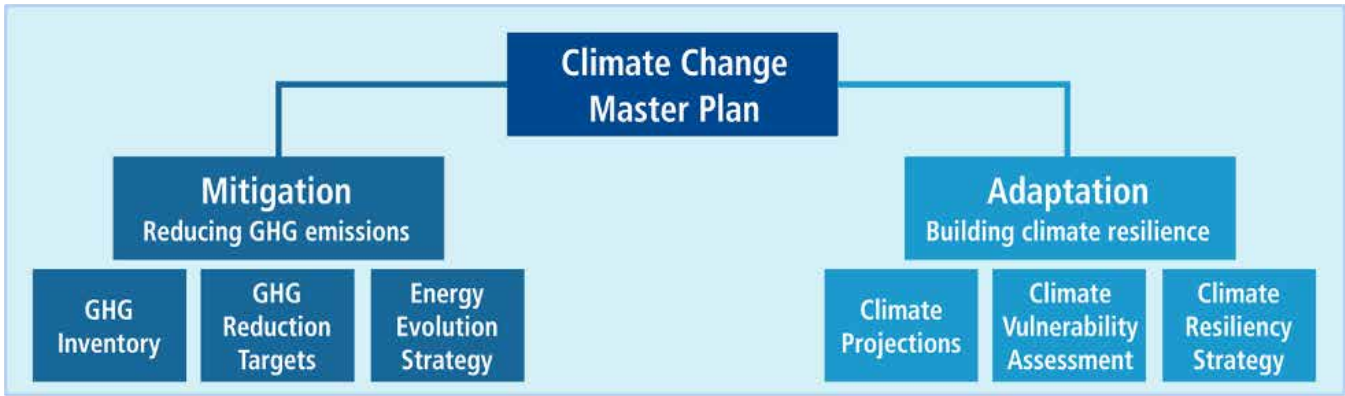 Climate Change
Master Plan
Mitigation
Reducing GHG emissions
GHG
Inventory
GHG
Reduction
Targets
Energy
Evolution
Strategy
Adaptation
Building climate resilience
Climate
Projections
Climate
Vulnerability
Assessment
Climate
Resiliency
Strategy